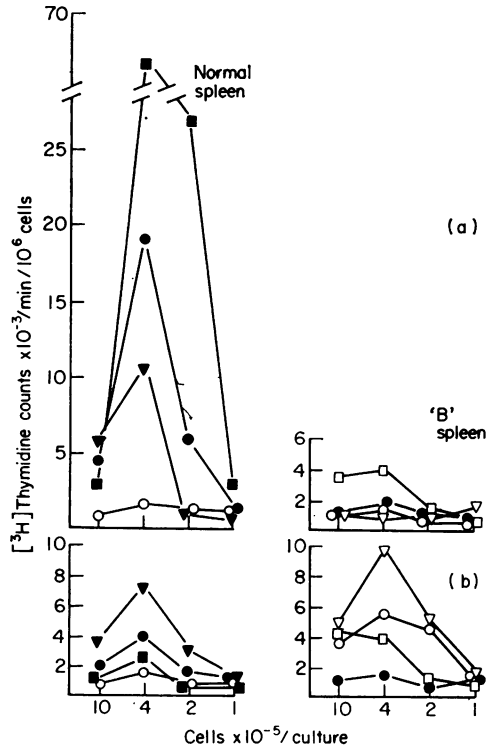 70
Normal
spleen
25
20
15
10
5
(a)
'B'
spleen
6
4
2
[³H]Thymidine counts x10⁻³/min/10⁶ cells
10
8
6
4
2
10
8
6
4
2
(b)
10 4 2 1
10 4 2 1
Cells x10⁻⁵/culture